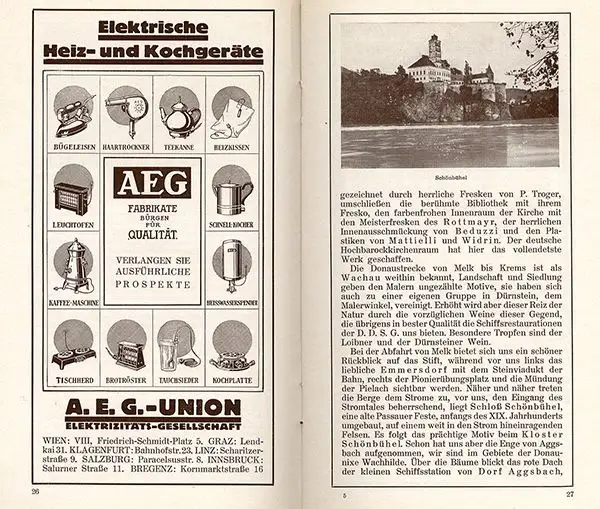 Elektrische
Heiz- und Kochgeräte
BÜGELEISEN
HAARTROCKNER
TEEKANNE
HEIZKISSEN
LEUCHTOFEN
AEG
FABRIKATE
BÜRGEN
FÜR
QUALITÄT.
VERLANGEN SIE
AUSFÜHRLICHE
PROSPEKTE
SCHNELL-KOCHER
KAFFEE-MASCHINE
HEISSWASSERSPENDER
TISCHHERD
BROTRÖSTER
TAUCHSIEDER
KOCHPLATTE
A. E. G.-UNION
ELEKTRIZITÄTS-GESELLSCHAFT
WIEN: VIII, Friedrich-Schmidt-Platz 5. GRAZ: Lend-
kai 31. KLAGENFURT: Bahnhofstr. 23, LINZ: Scharitzer-
straße 9. SALZBURG: Paracelsusstr. 8. INNSBRUCK:
Salurner Straße 11. BREGENZ: Kornmarktstraße 16
26
Schönbühel
gezeichnet durch herrliche Fresken von P. Troger,
umschließen die berühmte Bibliothek mit ihrem
Fresko, den farbenfrohen Innenraum der Kirche mit
den Meisterfresken des Rottmayr, der herrlichen
Innenausschmückung von Beduzzi und den Pla-
stiken von Mattielli und Widrin. Der deutsche
Hochbarockkirchenraum hat hier das vollendetste
Werk geschaffen.
Die Donaustrecke von Melk bis Krems ist als
Wachau weithin bekannt, Landschaft und Siedlung
geben den Malern ungezählte Motive, sie haben sich
auch zu einer eigenen Gruppe in Dürnstein, dem
Malerwinkel, vereinigt. Erhöht wird aber dieser Reiz der
Natur durch die vorzüglichen Weine dieser Gegend,
die übrigens in bester Qualität die Schiffsrestaurationen
der D. D. S. G. uns bieten. Besondere Tropfen sind der
Loibner und der Dürnsteiner Wein.
Bei der Abfahrt von Melk bietet sich uns ein schöner
Rückblick auf das Stift, während vor uns links das
liebliche Emmersdorf mit dem Steinviadukt der
Bahn, rechts der Pionierübungsplatz und die Mündung
der Pielach sichtbar werden. Näher und näher treten
die Berge dem Strome zu, vor uns, den Eingang des
Stromtales beherrschend, liegt Schloß Schönbühel,
eine alte Passauer Feste, anfangs des XIX. Jahrhunderts
umgebaut, auf einem weit in den Strom hineinragenden
Felsen. Es folgt das prächtige Motiv beim Kloster
Schönbühel. Schon hat uns aber die Enge von Aggs-
bach aufgenommen, wir sind im Gebiete der Donau-
nixe Wachhilde. Über die Bäume blickt das rote Dach
der kleinen Schiffsstation von Dorf Aggsbach,
5
27